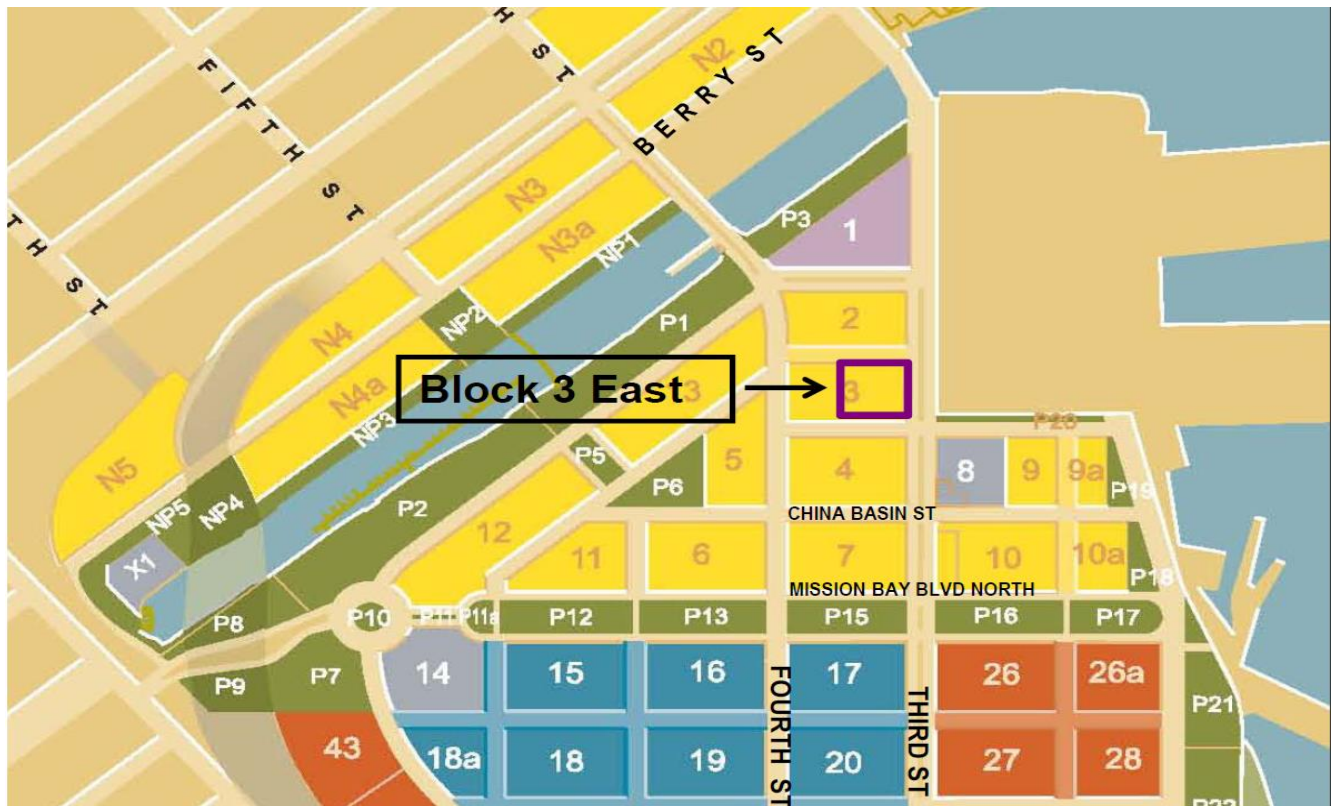 H ST
N2
BERRY ST
FIFTH ST
TH ST
N3
N3a
NP1
P3
1
N4
NP2
P1
2
N4a
NP3
Block 3 East
3
3
N5
P20
NP5
NP4
P2
P5
P6
5
4
8
9
9a
P19
X1
12
CHINA BASIN ST
11
6
7
10
10a
P18
MISSION BAY BLVD NORTH
P8
P10
P11
P11a
P12
P13
P15
P16
P17
P9
P7
14
15
16
17
26
26a
P21
FOURTH ST
THIRD ST
43
18a
18
19
20
27
28